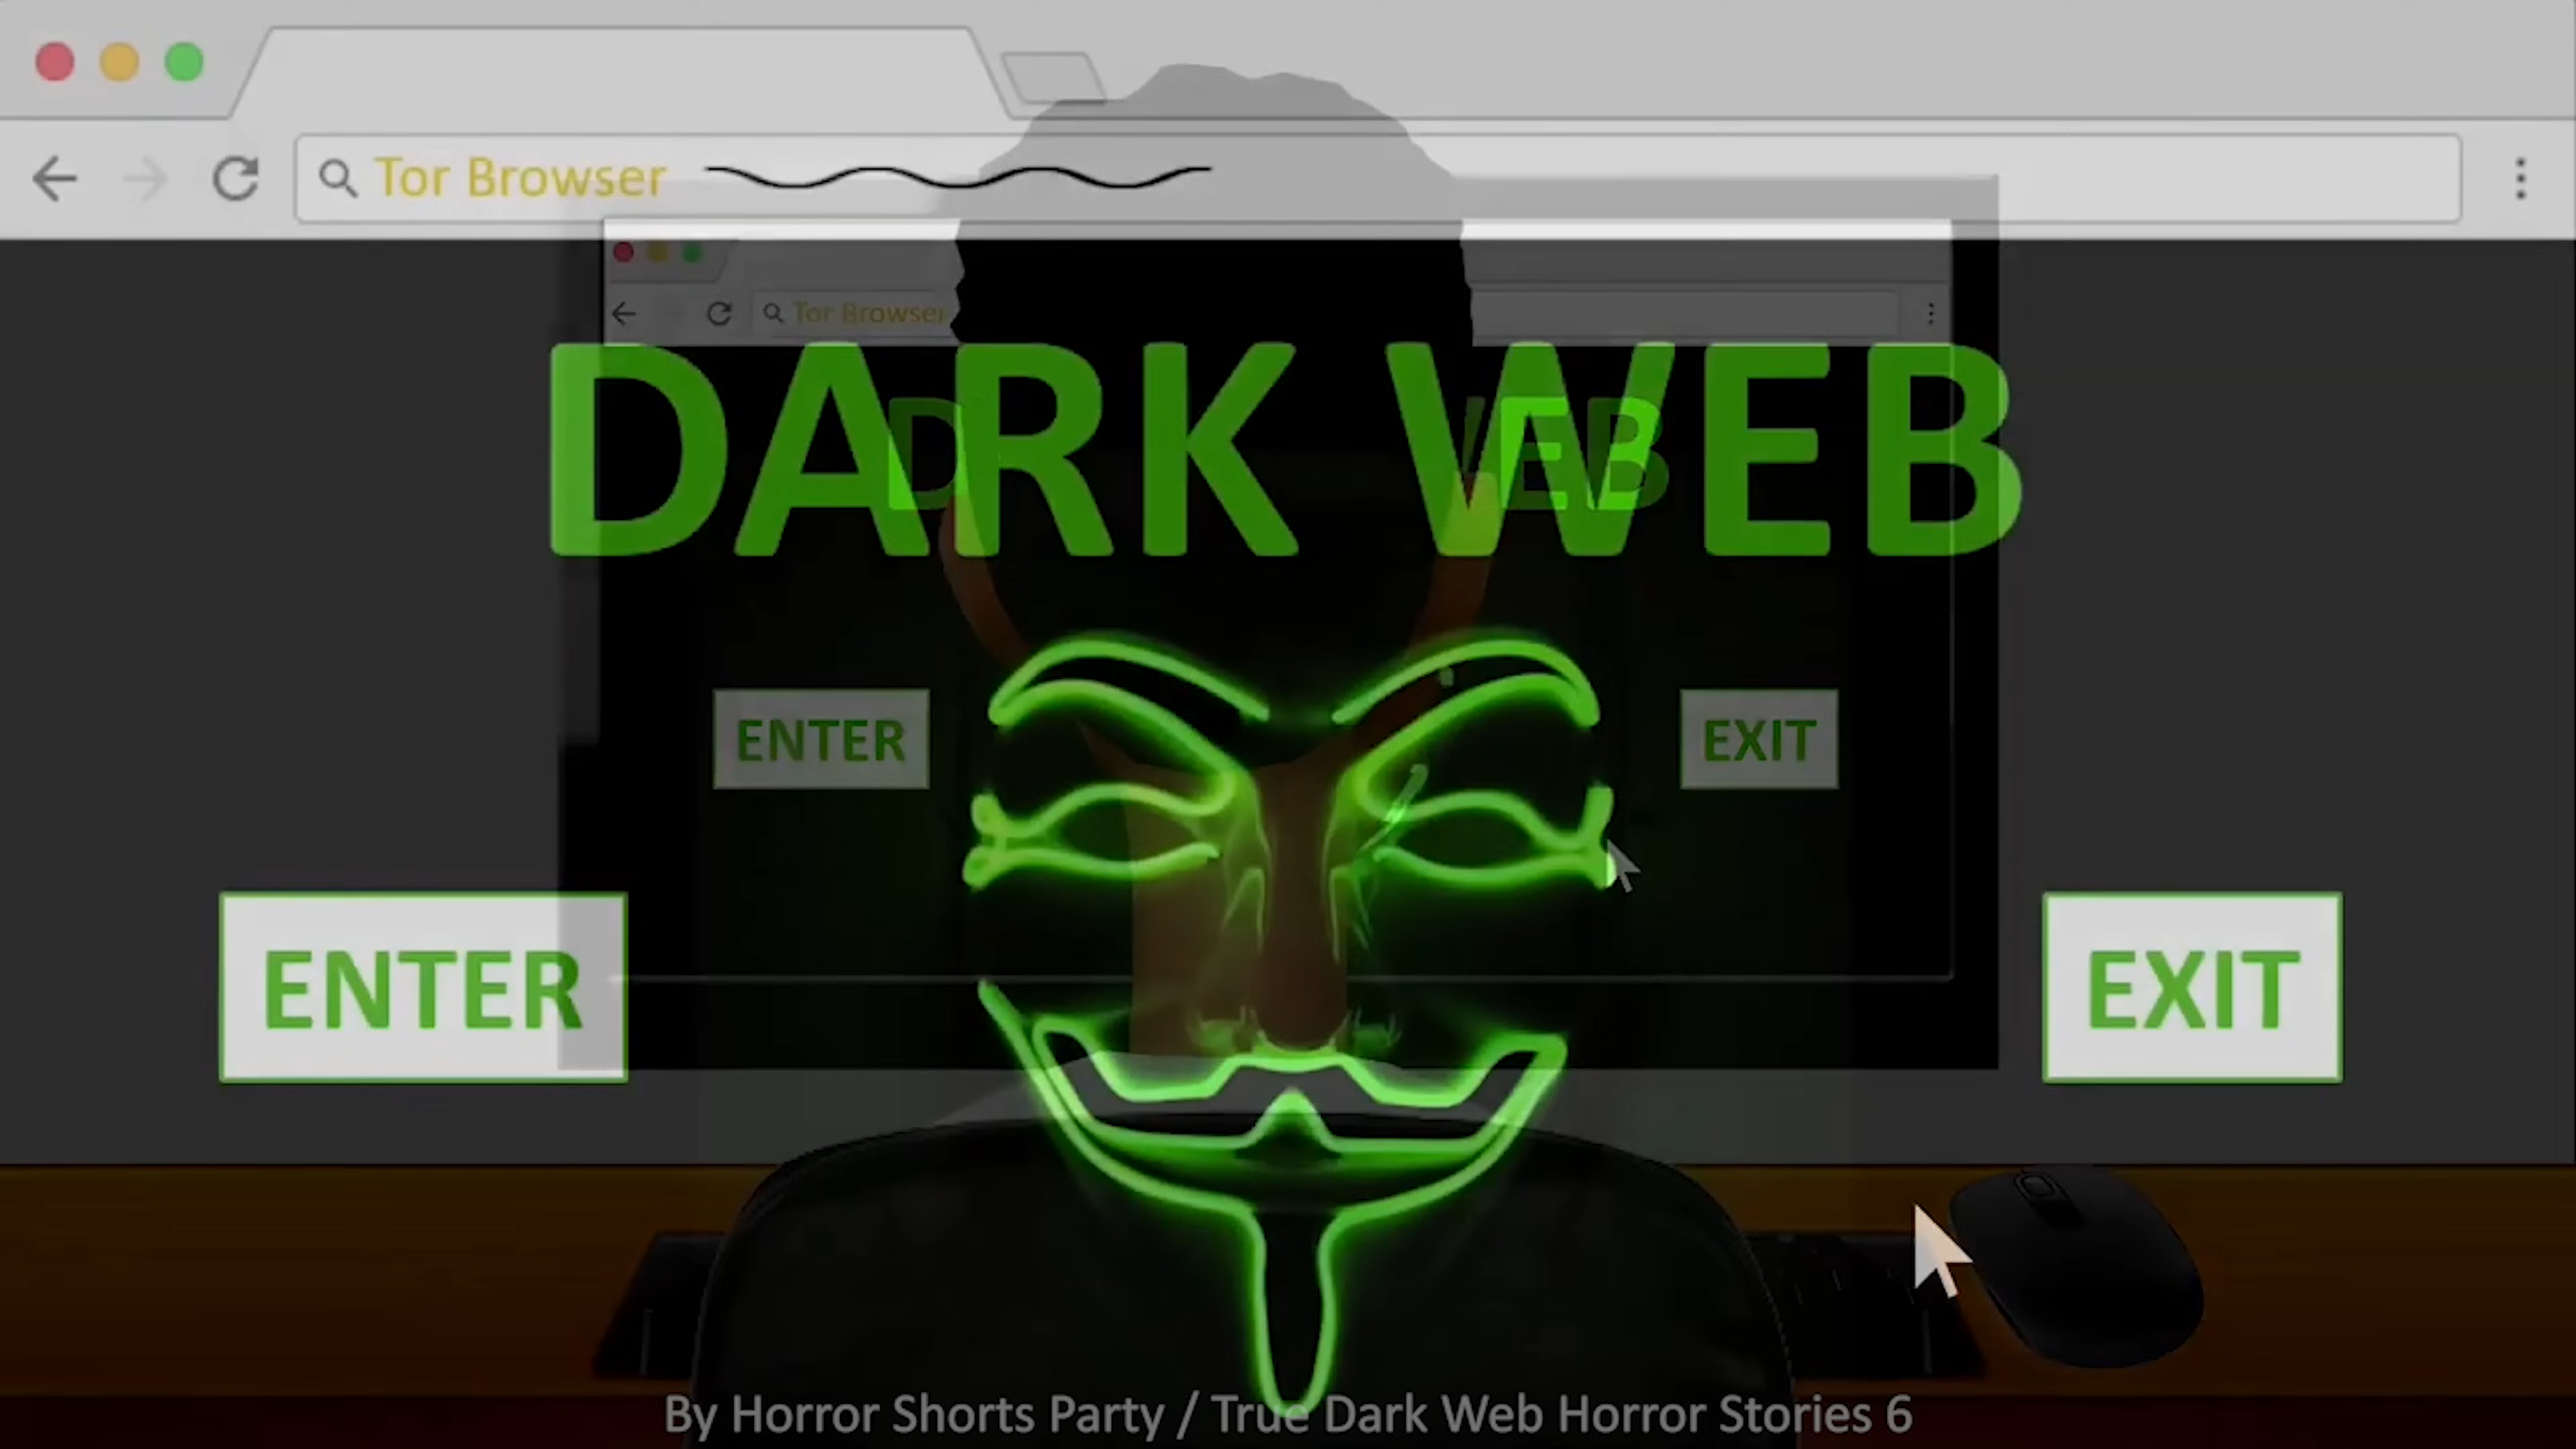 Tor Browser
Tor Browser
DARK WEB
D EB
ENTER
EXIT
ENTER
EXIT
By Horror Shorts Party / True Dark Web Horror Stories 6